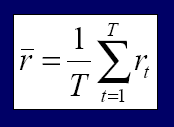 r̅ = 1/T ∑_{t=1}^{T} r_t